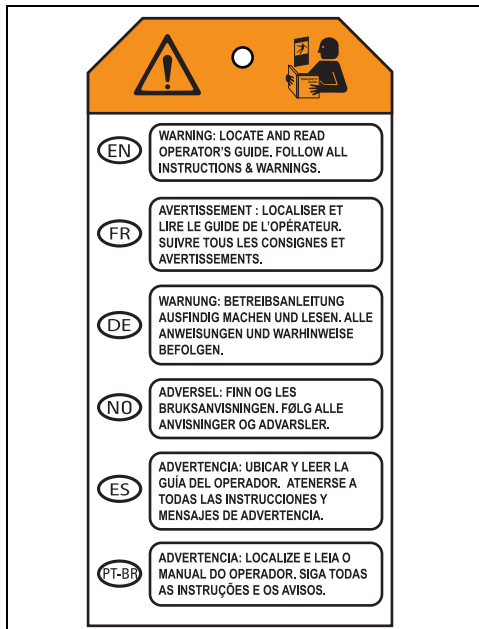 Operator's
Guide
EN
WARNING: LOCATE AND READ
OPERATOR'S GUIDE. FOLLOW ALL
INSTRUCTIONS & WARNINGS.
FR
AVERTISSEMENT : LOCALISER ET
LIRE LE GUIDE DE L'OPÉRATEUR.
SUIVRE TOUS LES CONSIGNES ET
AVERTISSEMENTS.
DE
WARNUNG: BETREIBSANLEITUNG
AUSFINDIG MACHEN UND LESEN. ALLE
ANWEISUNGEN UND WARHINWEISE
BEFOLGEN.
NO
ADVERSEL: FINN OG LES
BRUKSANVISNINGEN. FØLG ALLE
ANVISNINGER OG ADVARSLER.
ES
ADVERTENCIA: UBICAR Y LEER LA
GUÍA DEL OPERADOR. ATENERSE A
TODAS LAS INSTRUCCIONES Y
MENSAJES DE ADVERTENCIA.
PT-BR
ADVERTENCIA: LOCALIZE E LEIA O
MANUAL DO OPERADOR. SIGA TODAS
AS INSTRUÇÕES E OS AVISOS.